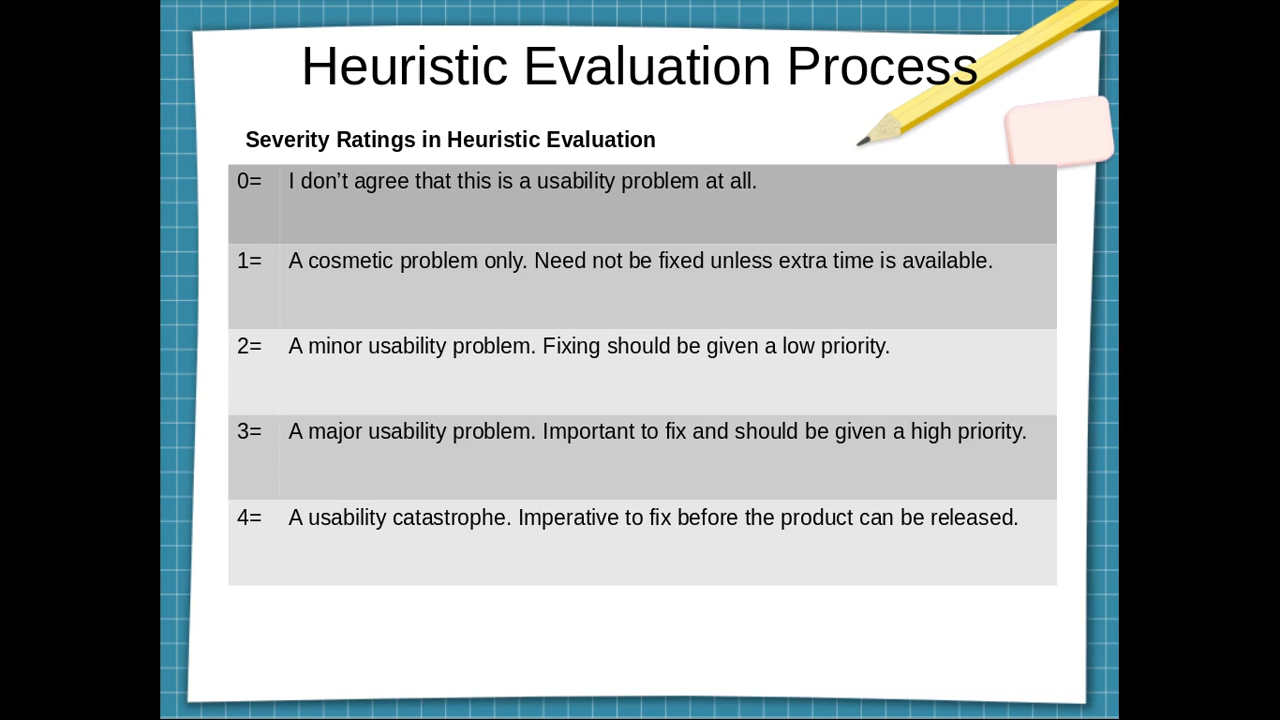 Heuristic Evaluation Process
Severity Ratings in Heuristic Evaluation
0= I don’t agree that this is a usability problem at all.
1= A cosmetic problem only. Need not be fixed unless extra time is available.
2= A minor usability problem. Fixing should be given a low priority.
3= A major usability problem. Important to fix and should be given a high priority.
4= A usability catastrophe. Imperative to fix before the product can be released.